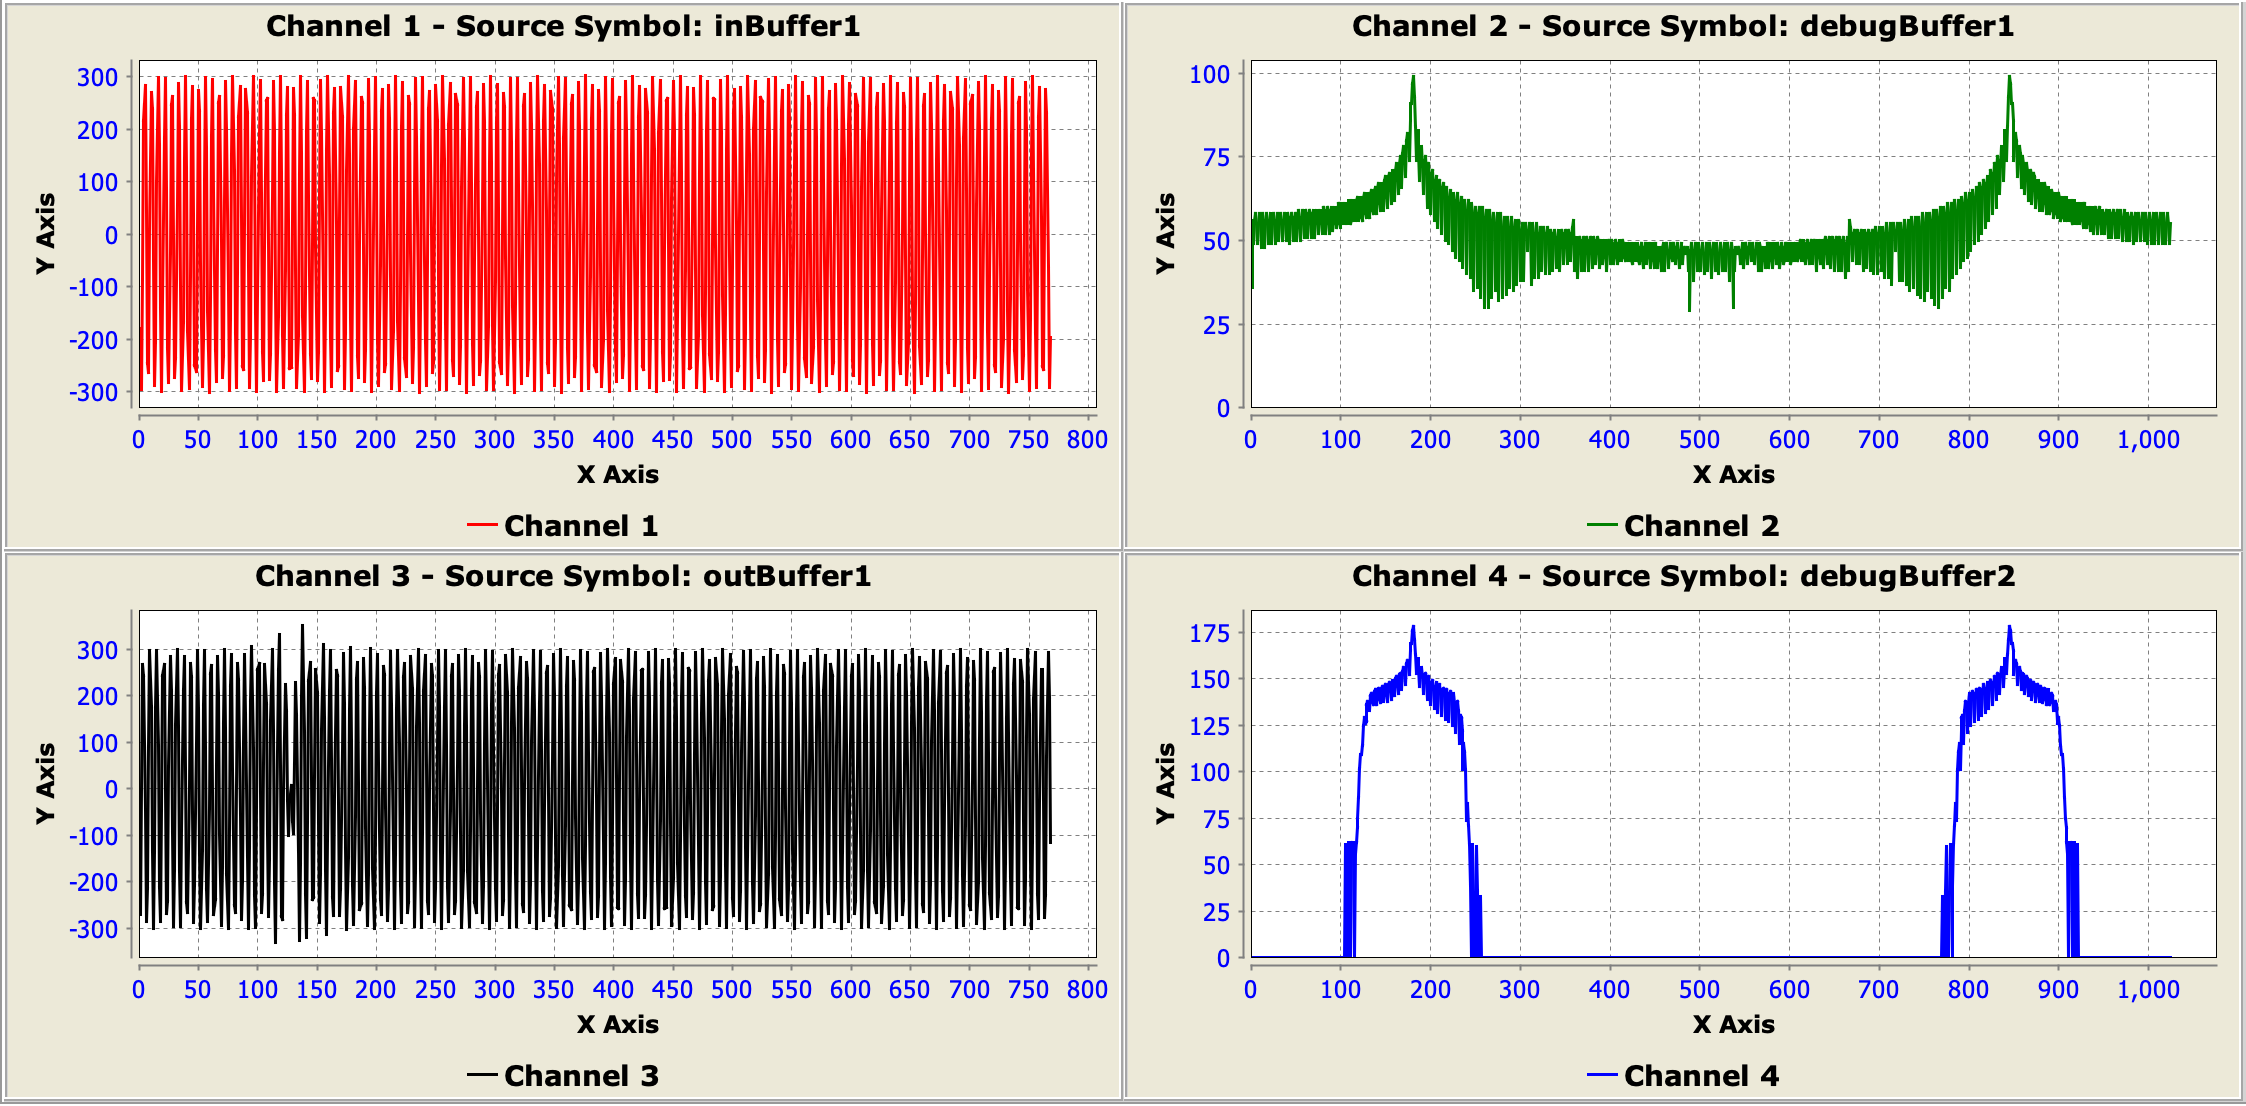 Channel 1 - Source Symbol: inBuffer1
300
200
100
0
-100
-200
-300
Y Axis
0 50 100 150 200 250 300 350 400 450 500 550 600 650 700 750 800
X Axis
Channel 1
Channel 2 - Source Symbol: debugBuffer1
100
75
50
25
0
Y Axis
0 100 200 300 400 500 600 700 800 900 1,000
X Axis
Channel 2
Channel 3 - Source Symbol: outBuffer1
300
200
100
0
-100
-200
-300
Y Axis
0 50 100 150 200 250 300 350 400 450 500 550 600 650 700 750 800
X Axis
Channel 3
Channel 4 - Source Symbol: debugBuffer2
175
150
125
100
75
50
25
0
Y Axis
0 100 200 300 400 500 600 700 800 900 1,000
X Axis
Channel 4